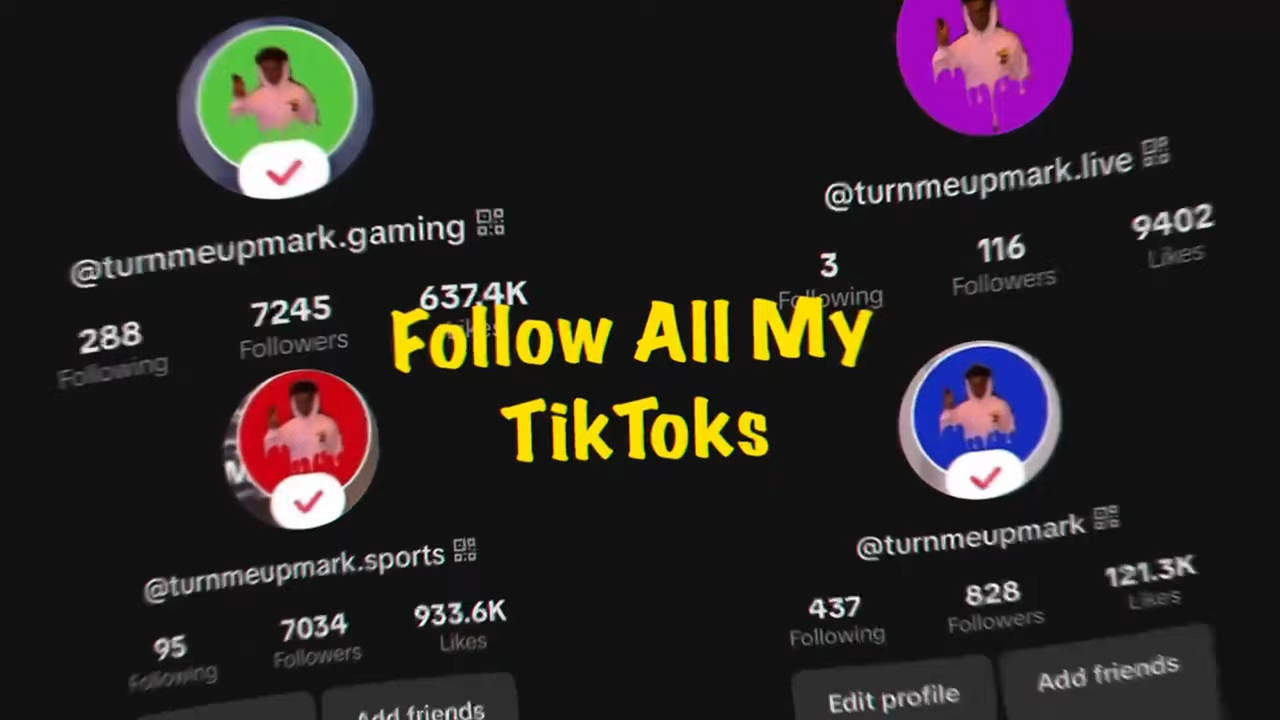 @turnmeupmark.gaming
288
Following
7245
Followers
637.4K
Likes
@turnmeupmark.live
3
Following
116
Followers
9402
Likes
Follow All My
TikToks
@turnmeupmark.sports
95
Following
7034
Followers
933.6K
Likes
Add friends
@turnmeupmark
437
Following
828
Followers
121.3K
Likes
Edit profile
Add friends